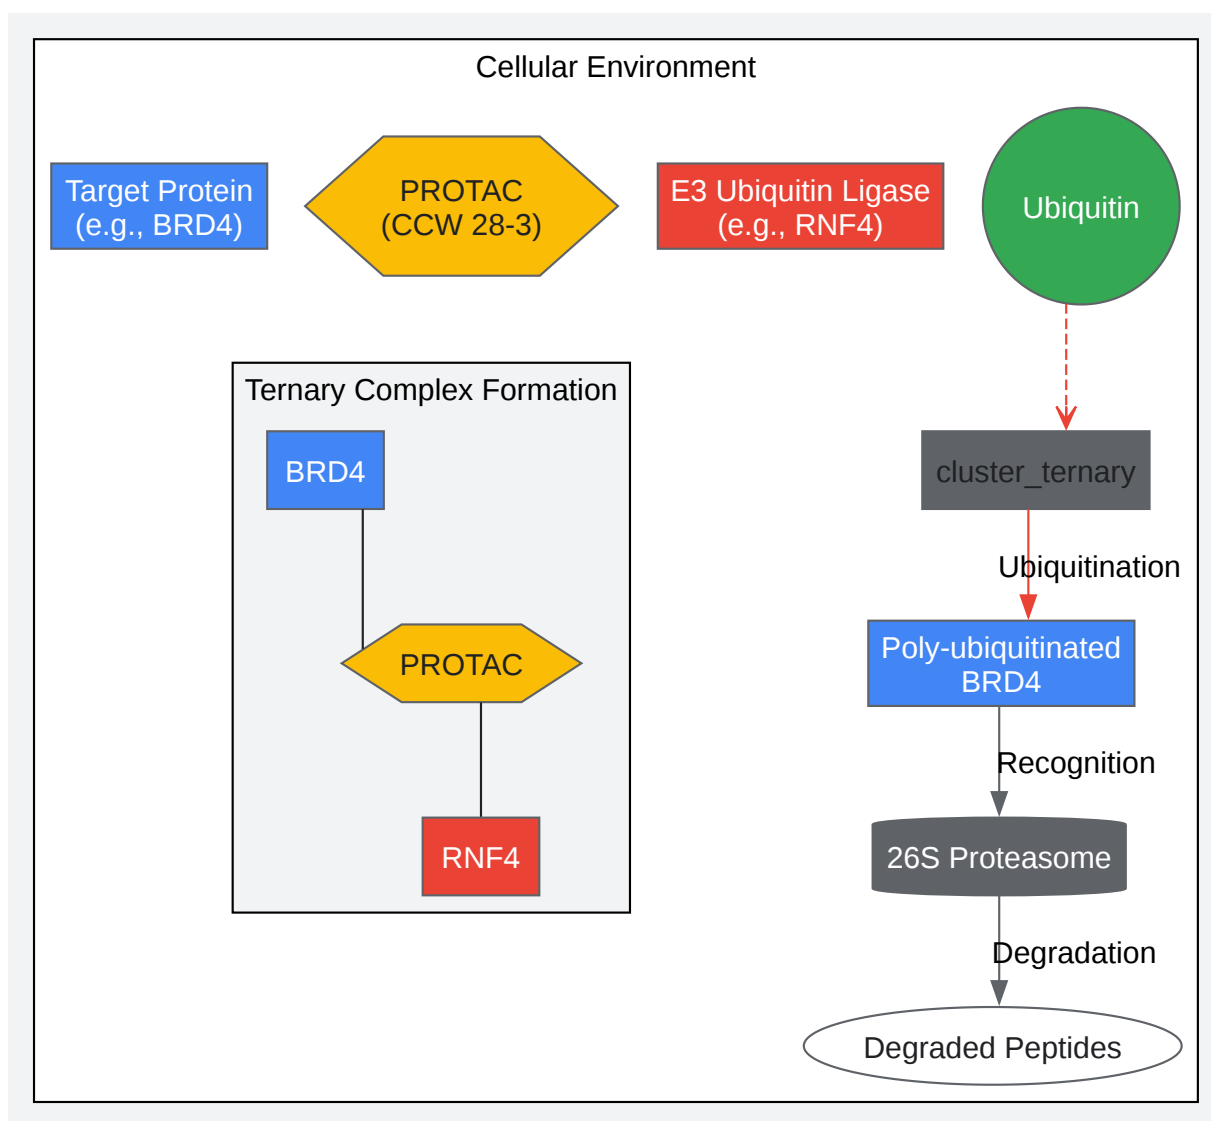 Cellular Environment
Target Protein
(e.g., BRD4)
PROTAC
(CCW 28-3)
E3 Ubiquitin Ligase
(e.g., RNF4)
Ubiquitin
Ternary Complex Formation
BRD4
PROTAC
RNF4
cluster_ternary
Ubiquitination
Poly-ubiquitinated
BRD4
Recognition
26S Proteasome
Degradation
Degraded Peptides